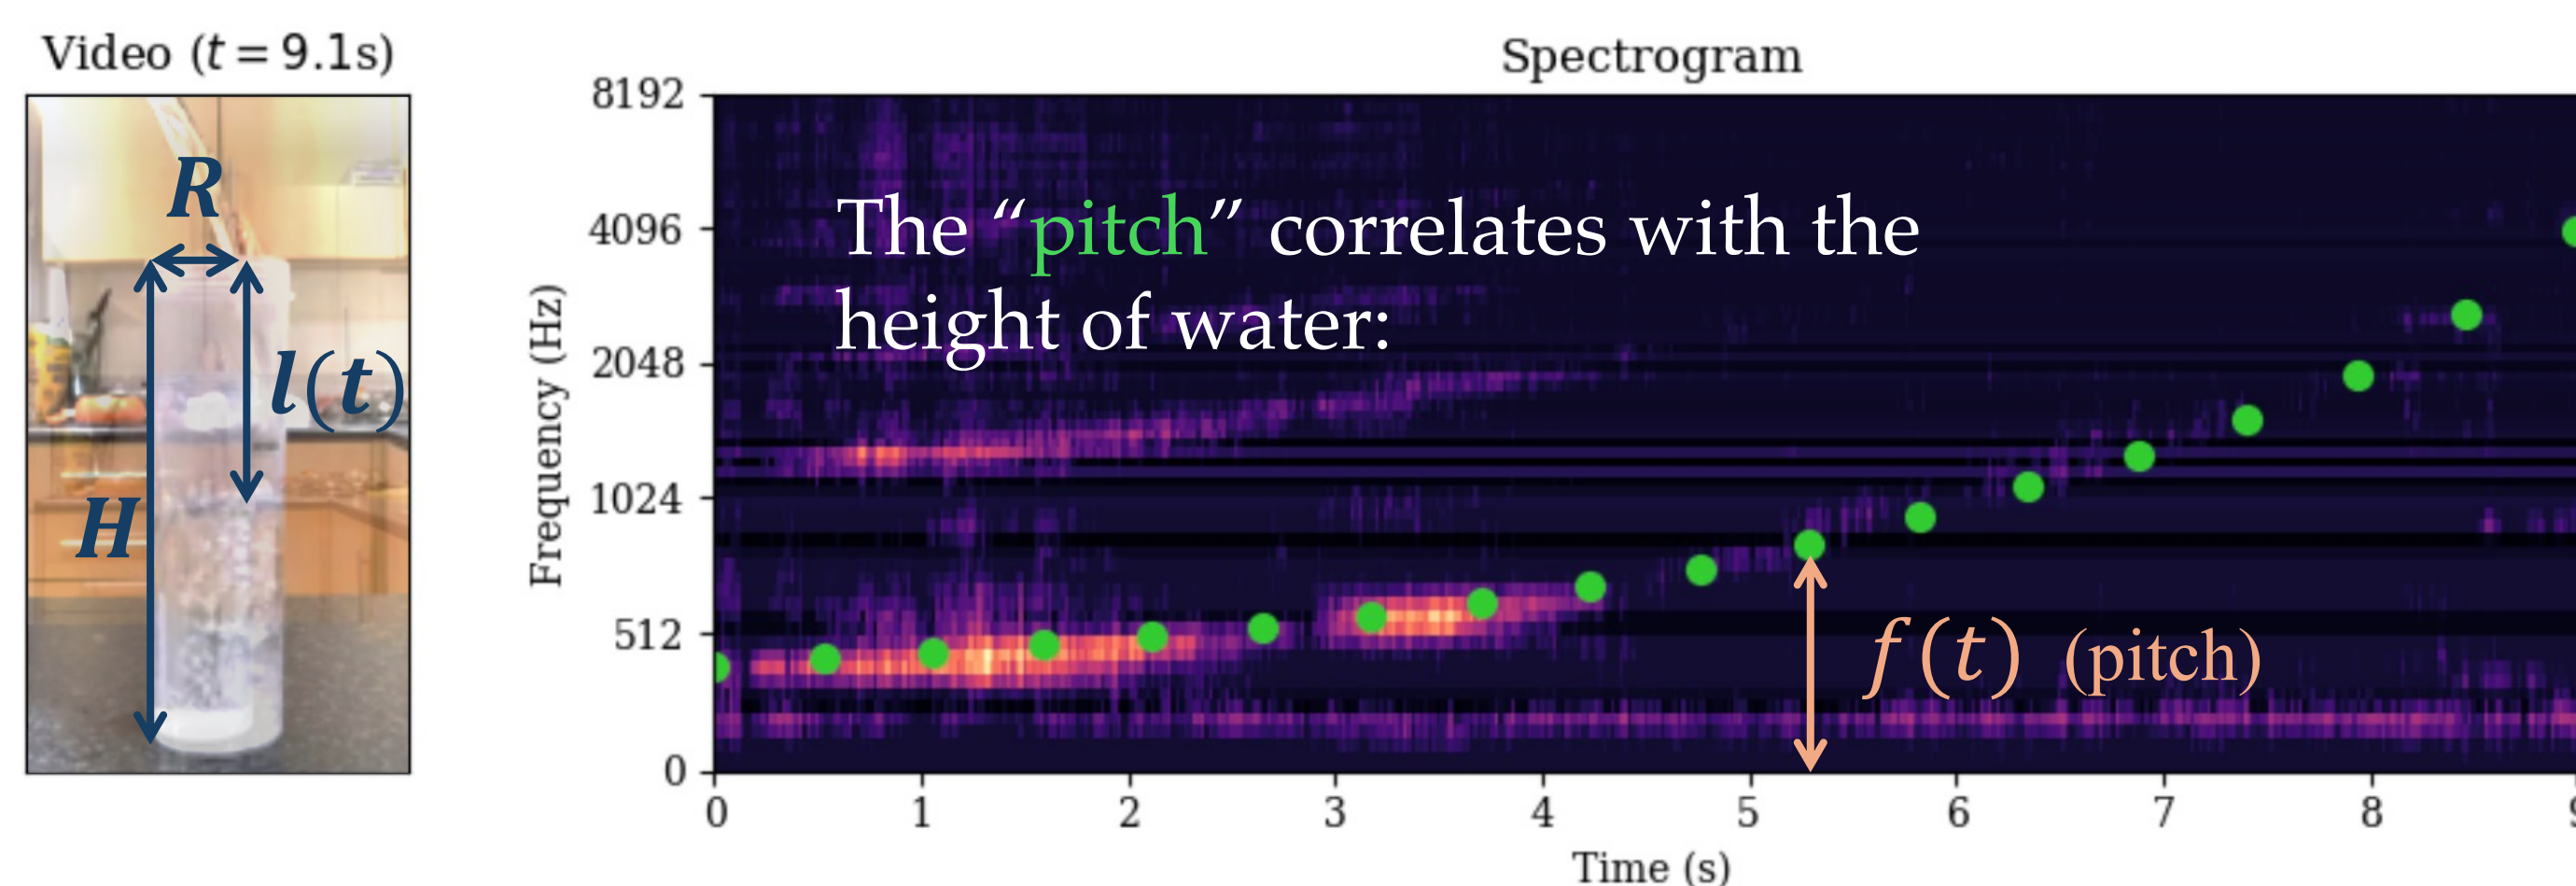 Video (t = 9.1s)
R
l(t)
H
Spectrogram
Frequency (Hz)
8192
4096
2048
1024
512
0
The “pitch” correlates with the
height of water:
f(t) (pitch)
0 1 2 3 4 5 6 7 8 9
Time (s)